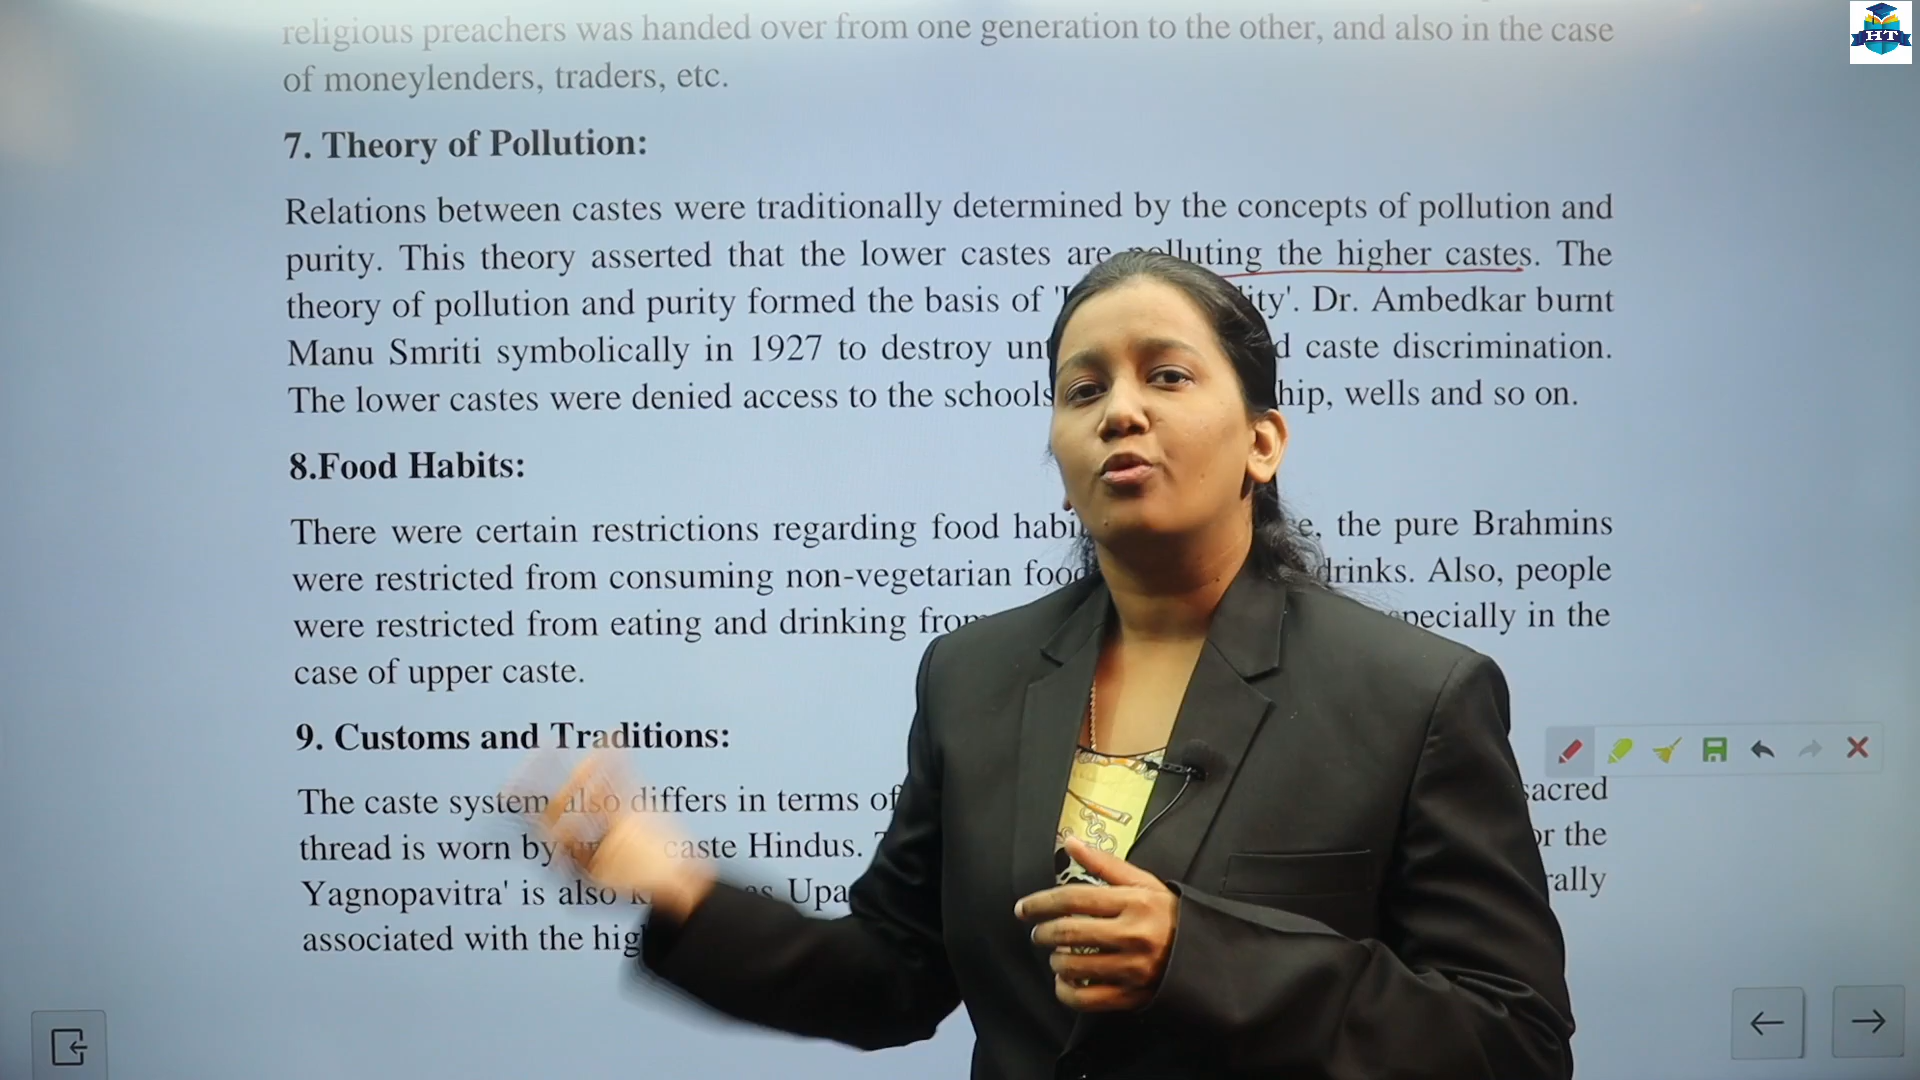 religious preachers was handed over from one generation to the other, and also in the case
of moneylenders, traders, etc.
HT
7. Theory of Pollution:
Relations between castes were traditionally determined by the concepts of pollution and
purity. This theory asserted that the lower castes are polluting the higher castes. The
theory of pollution and purity formed the basis of Dr. Ambedkar burnt
Manu Smriti symbolically in 1927 to destroy caste discrimination.
The lower castes were denied access to the schools wells and so on.
8.Food Habits:
There were certain restrictions regarding food the pure Brahmins
were restricted from consuming non-vegetarian food drinks. Also, people
were restricted from eating and drinking from especially in the
case of upper caste.
9. Customs and Traditions:
The caste system also differs in terms of sacred
thread is worn by caste Hindus. the
Yagnopavitra' is also
associated with the